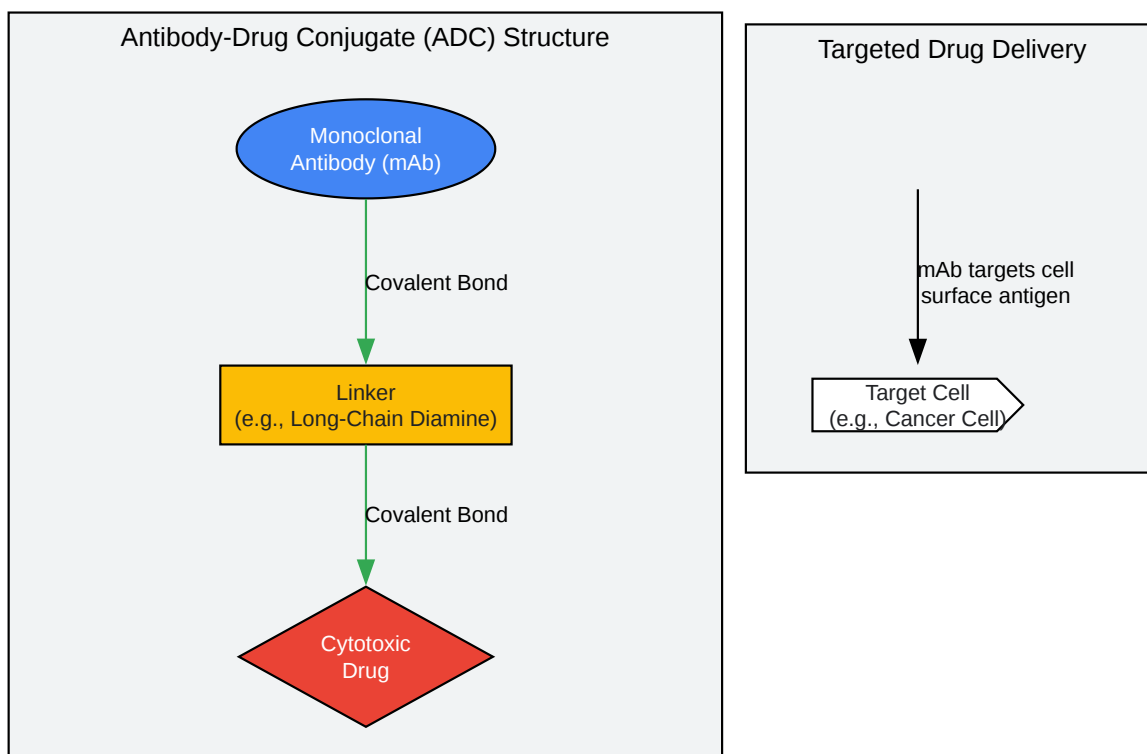 Antibody-Drug Conjugate (ADC) Structure
Monoclonal
Antibody (mAb)
Covalent Bond
Linker
(e.g., Long-Chain Diamine)
Covalent Bond
Cytotoxic
Drug
Targeted Drug Delivery
mAb targets cell
surface antigen
Target Cell
(e.g., Cancer Cell)